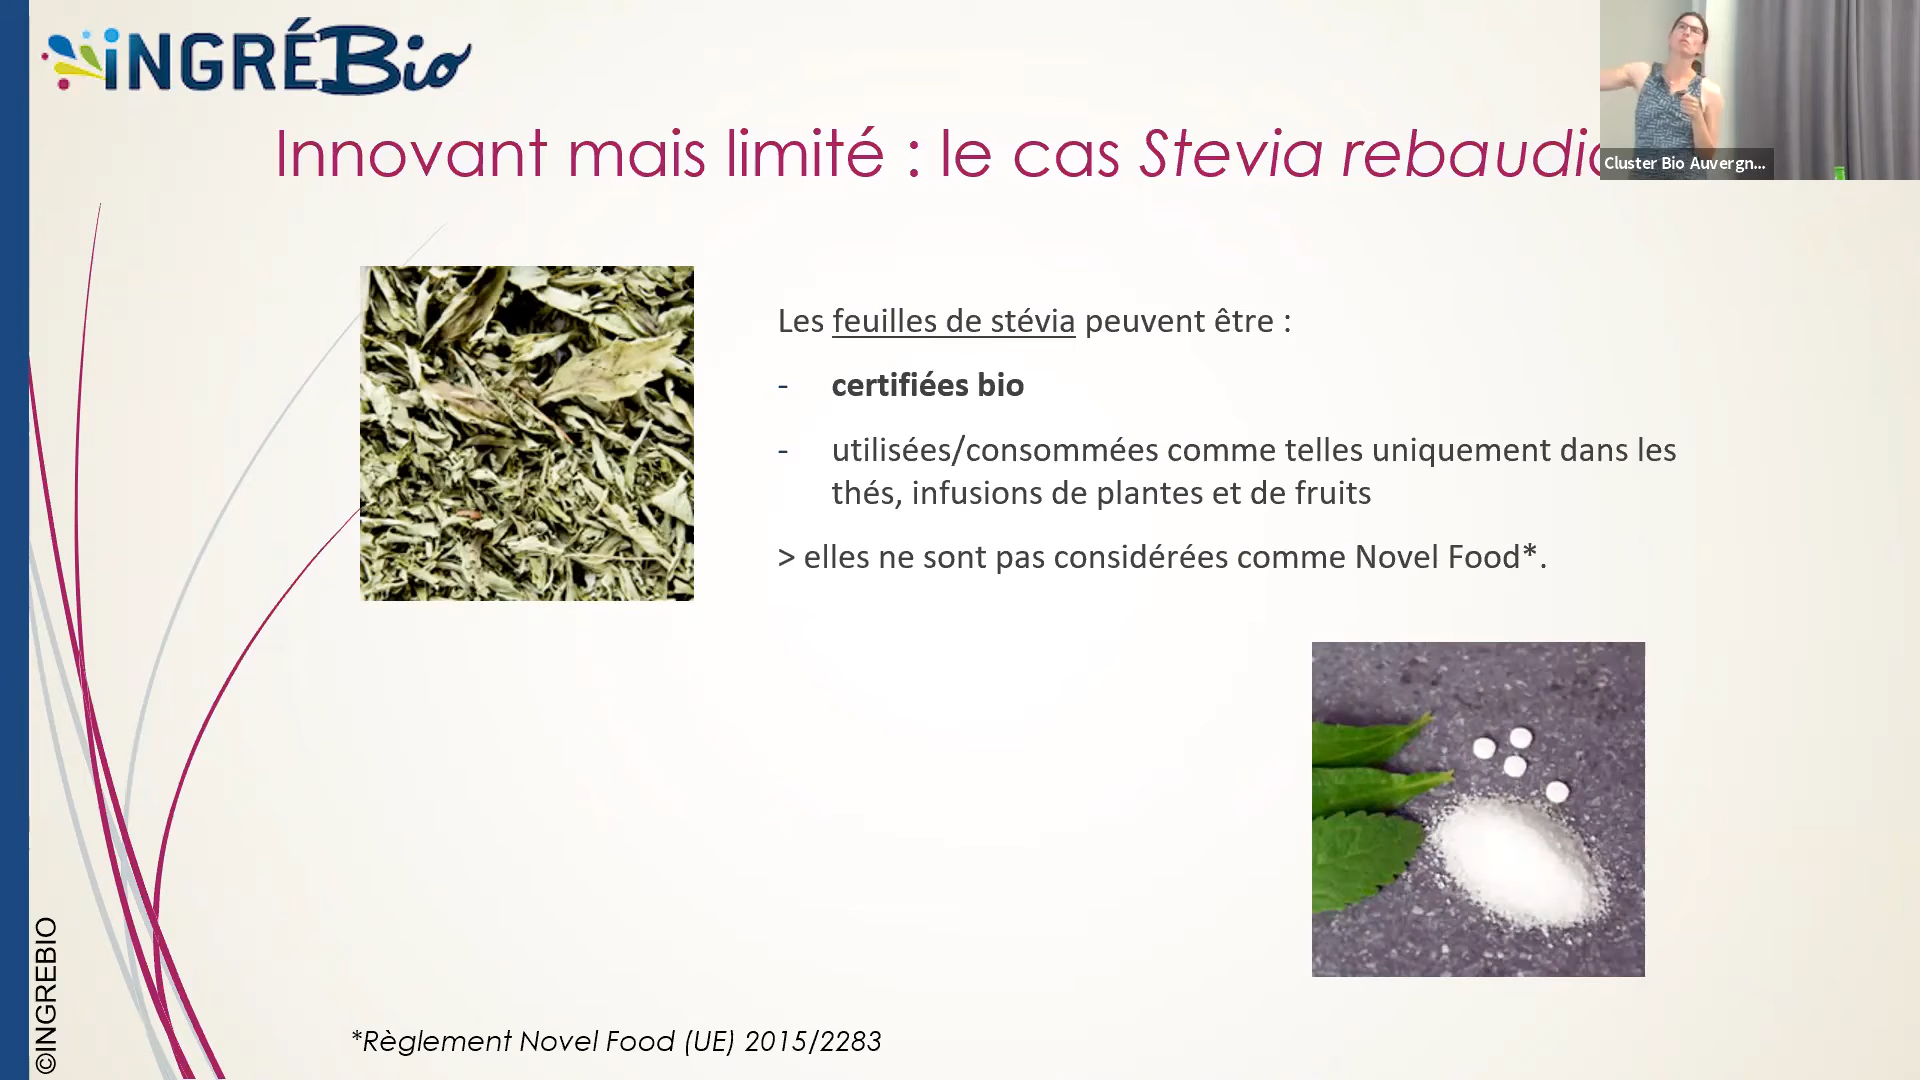 iNGRÉBio
Innovant mais limité : le cas Stevia
Cluster Bio Auvergn...
Les feuilles de stévia peuvent être :
- certifiées bio
- utilisées/consommées comme telles uniquement dans les
thés, infusions de plantes et de fruits
> elles ne sont pas considérées comme Novel Food*.
*Règlement Novel Food (UE) 2015/2283
©INGREBIO